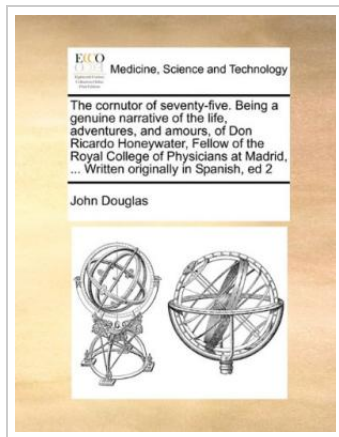 ECCO
Medicine, Science and Technology
The cornutor of seventy-five. Being a
genuine narrative of the life,
adventures, and amours, of Don
Ricardo Honeywater, Fellow of the
Royal College of Physicians at Madrid,
... Written originally in Spanish, ed 2
John Douglas